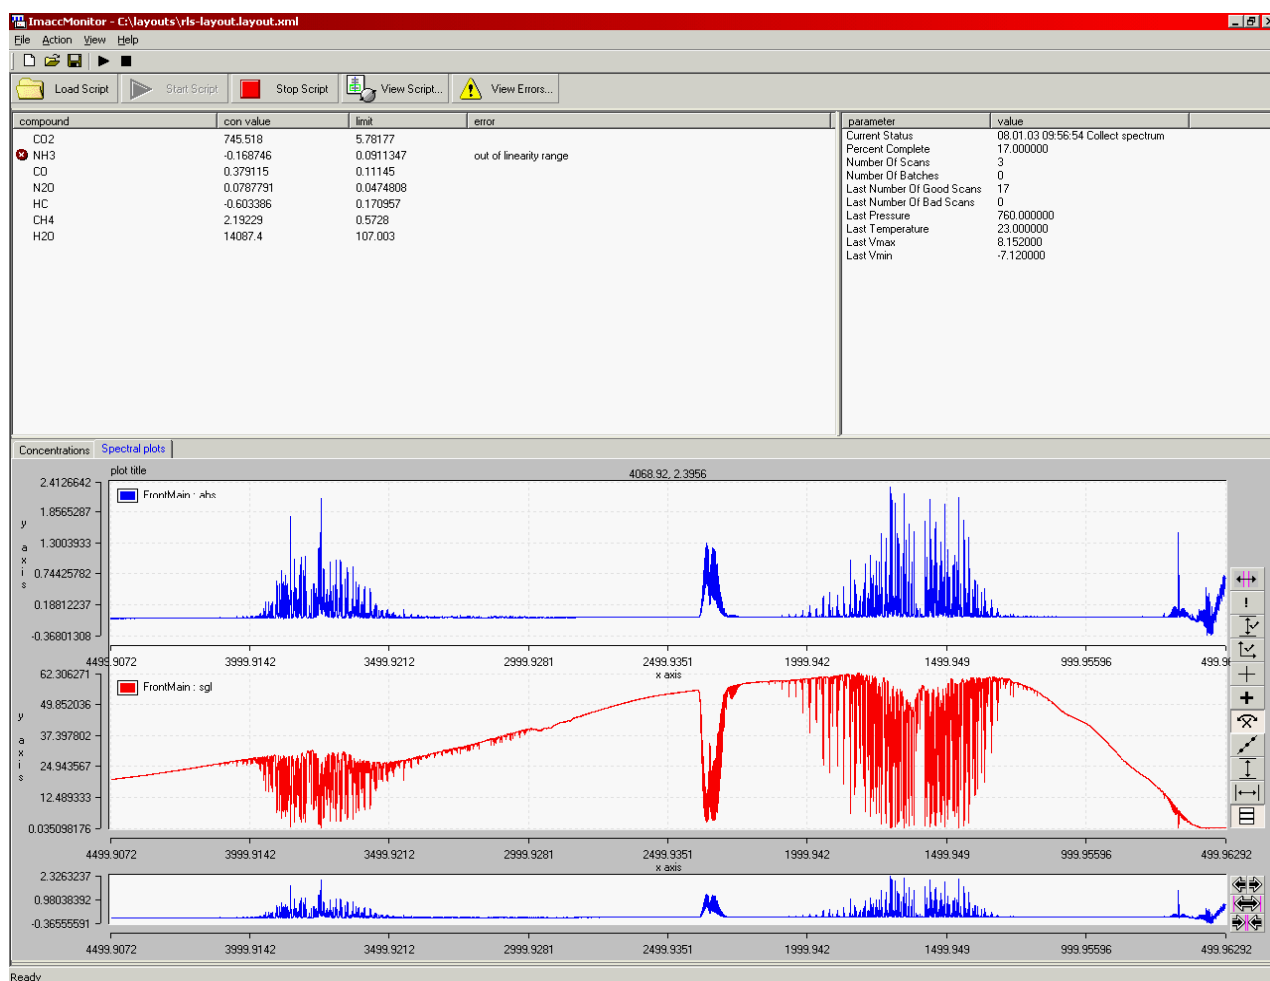 ImaccMonitor - C:\layouts\rls-layout.layout.xml
File Action View Help
Load Script Start Script Stop Script View Script... View Errors...
compound con value limit error
CO2 745.518 5.78177
NH3 -0.168746 0.0911347 out of linearity range
CO 0.379115 0.11145
N2O 0.0787791 0.0474808
HC -0.603386 0.170957
CH4 2.19229 0.5728
H2O 14087.4 107.003
parameter value
Current Status 08.01.03 09:56:54 Collect spectrum
Percent Complete 17.000000
Number Of Scans 3
Number Of Batches 0
Last Number Of Good Scans 17
Last Number Of Bad Scans 0
Last Pressure 760.000000
Last Temperature 23.000000
Last Vmax 8.152000
Last Vmin -7.120000
Concentrations Spectral plots
plot title 4068.92, 2.3956
FrontMain : abs
y axis
2.4126642
1.8565287
1.3003933
0.74425782
0.18812237
-0.36801308
4499.9072 3999.9142 3499.9212 2999.9281 2499.9351 1999.942 1499.949 999.95596 499.96
x axis
FrontMain : sgl
y axis
62.306271
49.852036
37.397802
24.943567
12.489333
0.035098176
4499.9072 3999.9142 3499.9212 2999.9281 2499.9351 1999.942 1499.949 999.95596 499.96292
x axis
2.3263237
0.98038392
-0.36555591
4499.9072 3999.9142 3499.9212 2999.9281 2499.9351 1999.942 1499.949 999.95596 499.96292
Ready